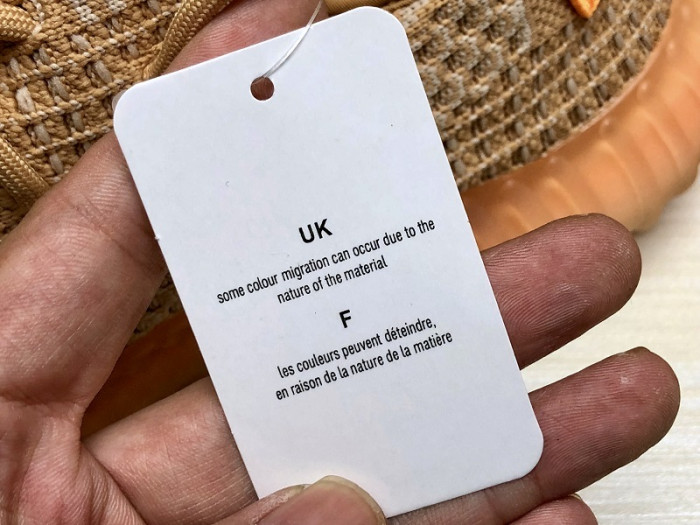 UK
some colour migration can occur due to the
nature of the material
F
les couleurs peuvent déteindre,
en raison de la nature de la matière